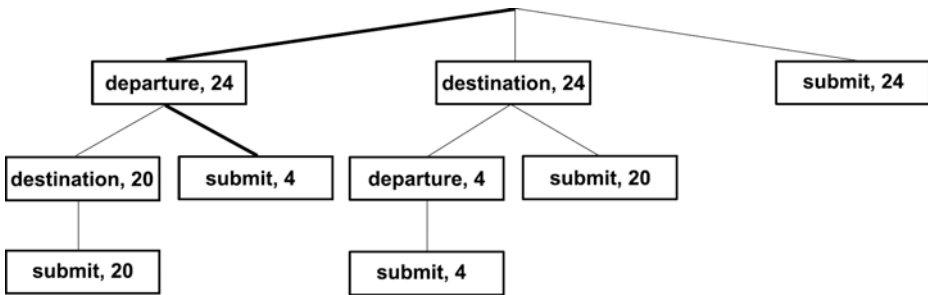 departure, 24
destination, 24
submit, 24
destination, 20
submit, 4
departure, 4
submit, 20
submit, 20
submit, 4